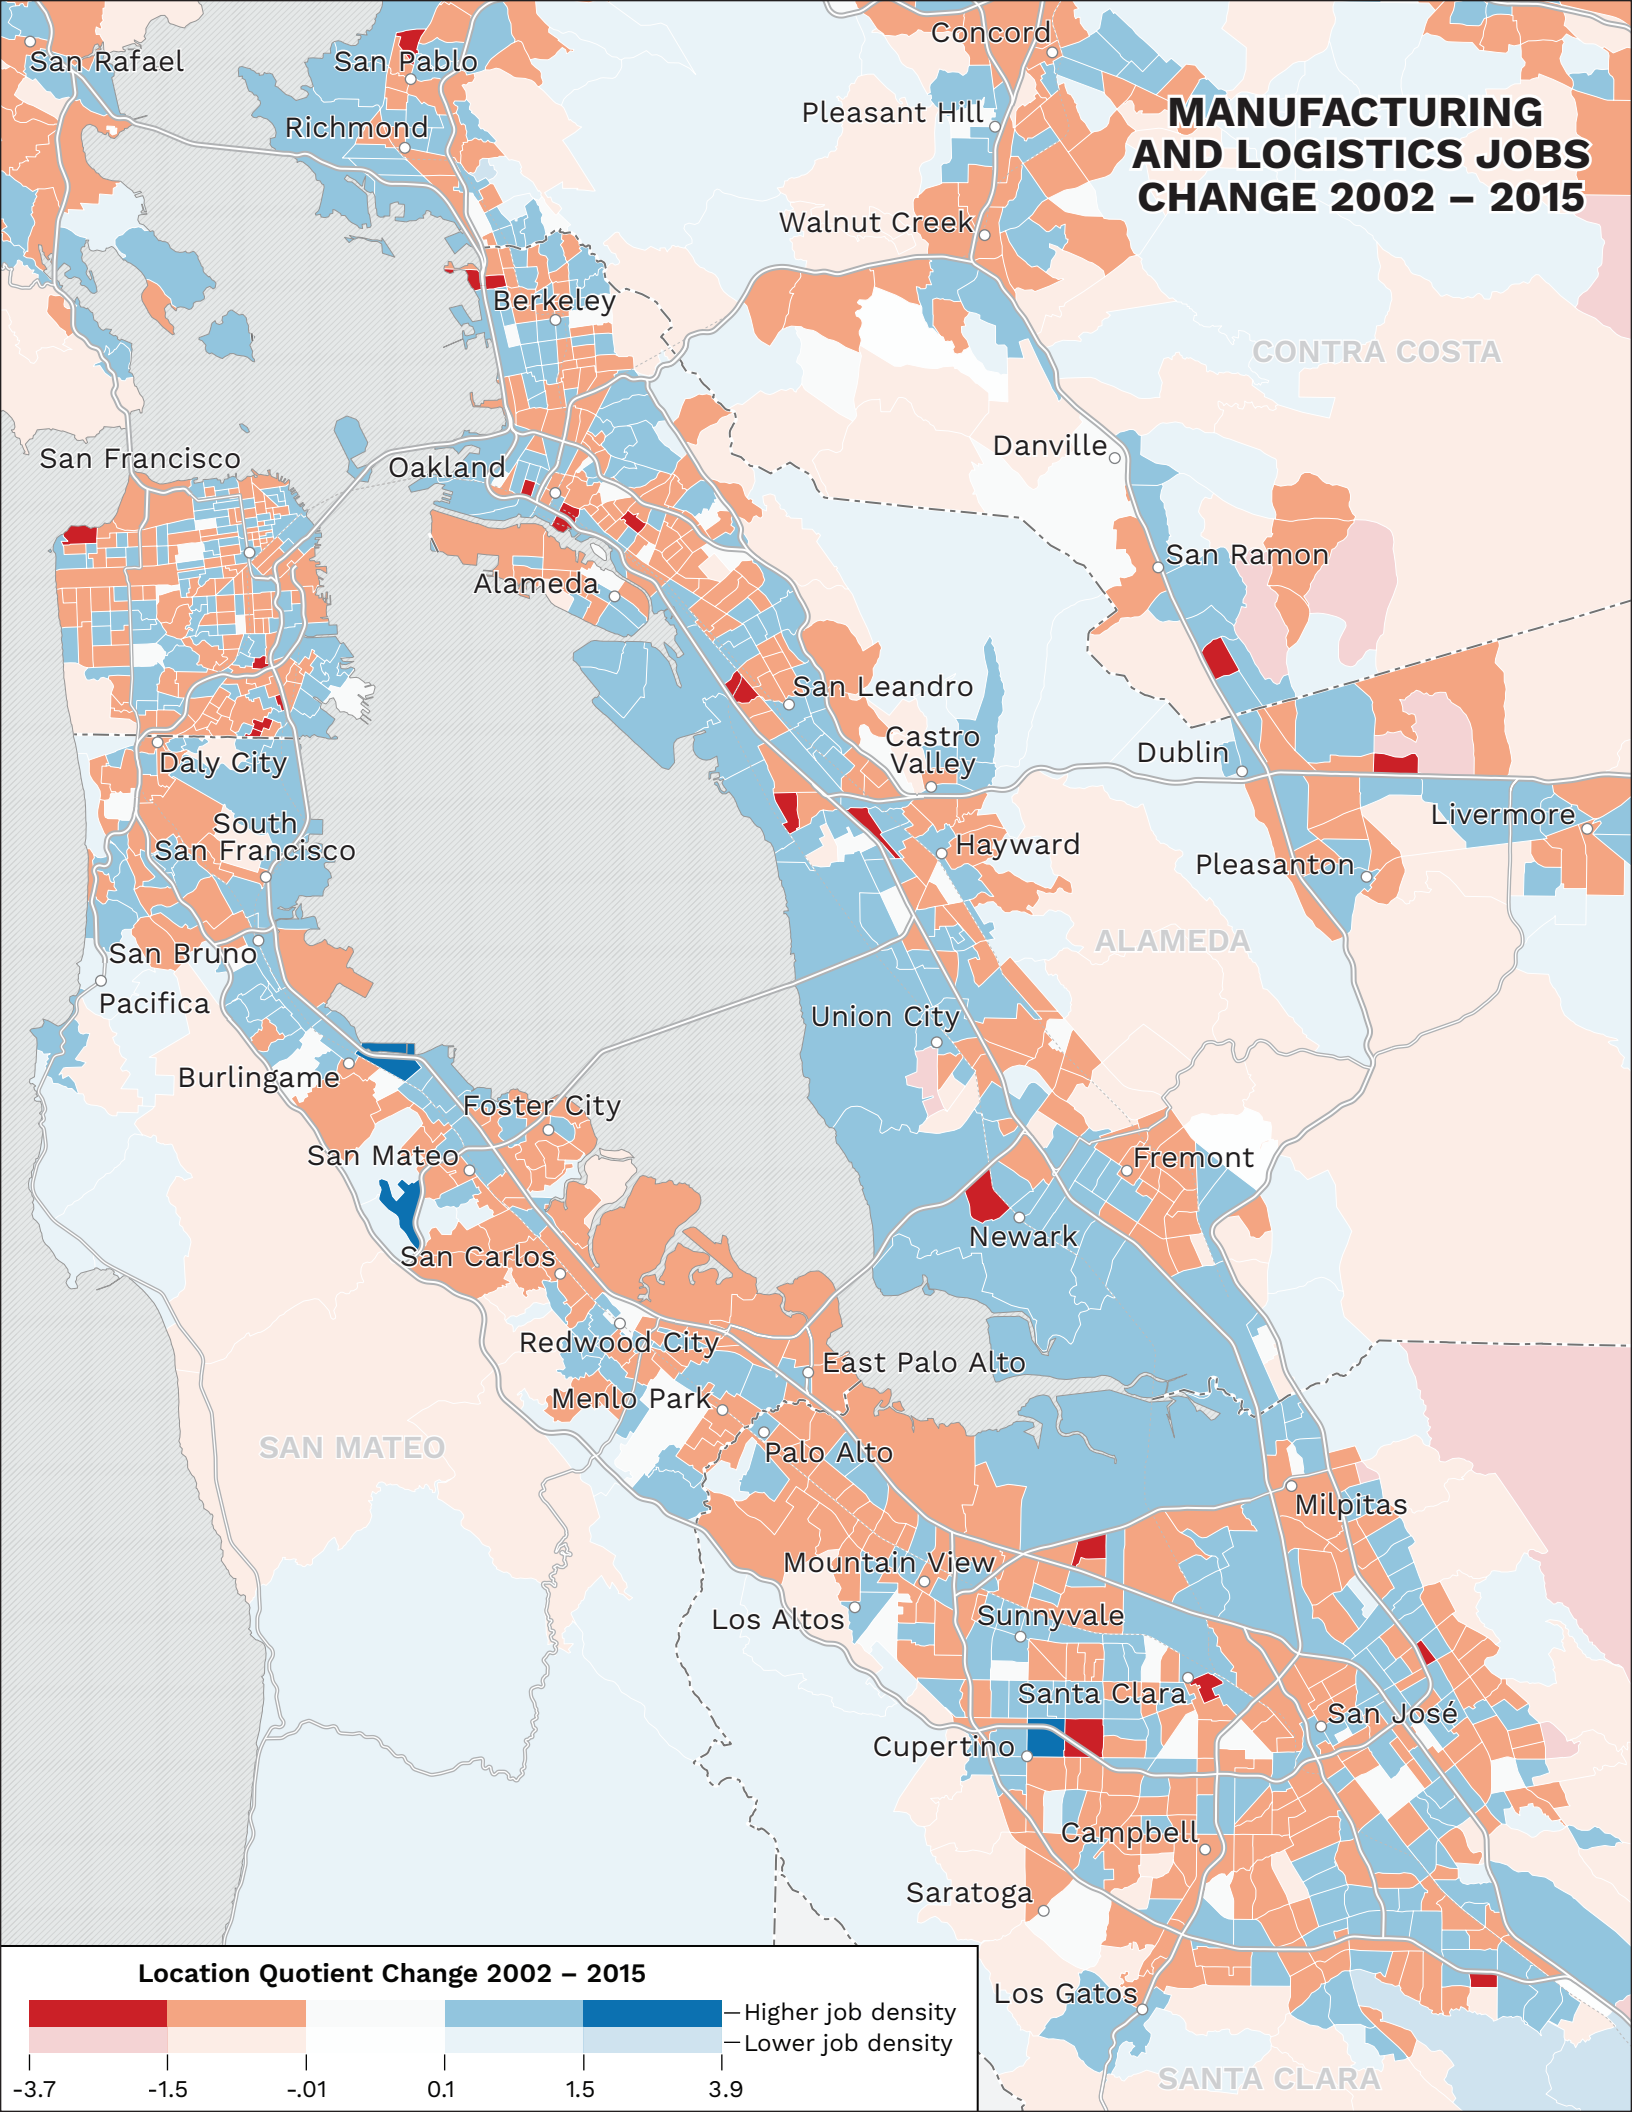 MANUFACTURING
AND LOGISTICS JOBS
CHANGE 2002 – 2015
Concord
San Rafael
San Pablo
Pleasant Hill
Richmond
Walnut Creek
Berkeley
CONTRA COSTA
Danville
San Francisco
Oakland
San Ramon
Alameda
San Leandro
Castro
Valley
Dublin
Daly City
Livermore
South
San Francisco
Hayward
Pleasanton
ALAMEDA
San Bruno
Pacifica
Union City
Burlingame
Foster City
San Mateo
Fremont
Newark
San Carlos
Redwood City
East Palo Alto
Menlo Park
SAN MATEO
Palo Alto
Milpitas
Mountain View
Los Altos
Sunnyvale
Santa Clara
San José
Cupertino
Campbell
Saratoga
Los Gatos
SANTA CLARA
Location Quotient Change 2002 – 2015
Higher job density
Lower job density
-3.7 -1.5 -.01 0.1 1.5 3.9